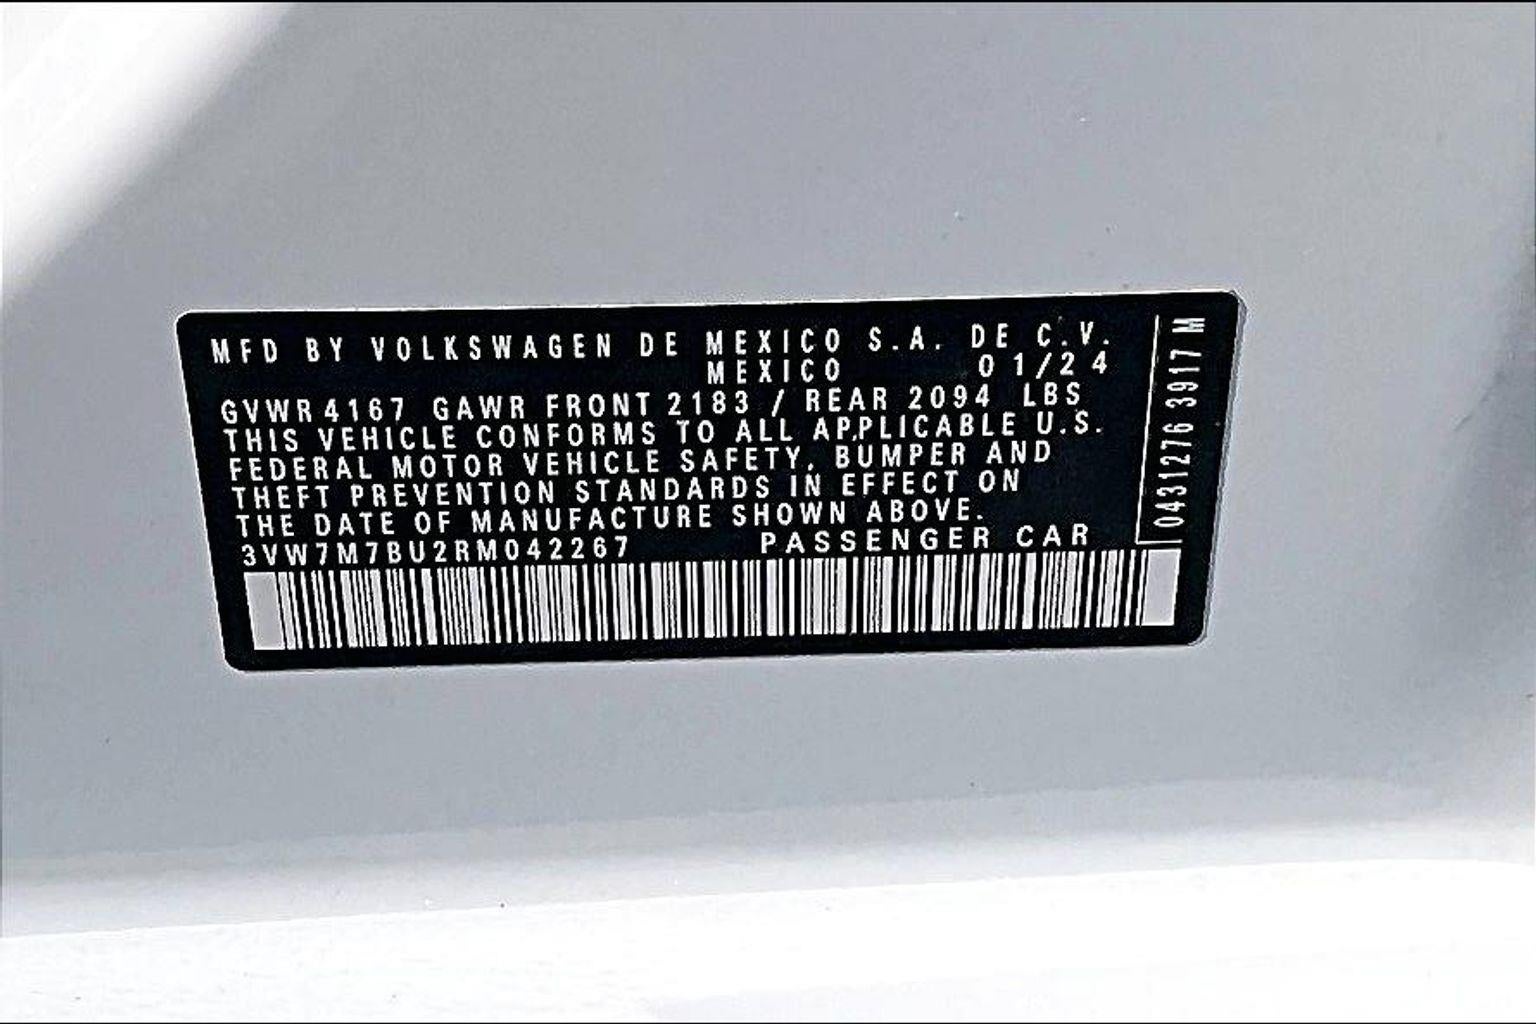 MFD BY VOLKSWAGEN DE MEXICO S.A. DE C.V.
MEXICO 01/24
GVWR 4167 GAWR FRONT 2183 / REAR 2094 LBS
THIS VEHICLE CONFORMS TO ALL APPLICABLE U.S.
FEDERAL MOTOR VEHICLE SAFETY, BUMPER AND
THEFT PREVENTION STANDARDS IN EFFECT ON
THE DATE OF MANUFACTURE SHOWN ABOVE.
3VW7M7BU2RM042267 PASSENGER CAR
0431276 3917 M